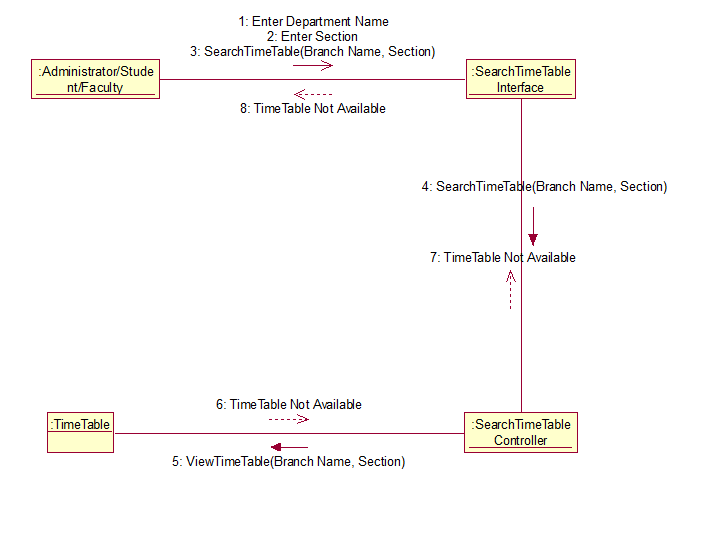 1: Enter Department Name
2: Enter Section
3: SearchTimeTable(Branch Name, Section)
:Administrator/Stude
nt/Faculty
:SearchTimeTable
Interface
8: TimeTable Not Available
4: SearchTimeTable(Branch Name, Section)
7: TimeTable Not Available
6: TimeTable Not Available
:TimeTable
:SearchTimeTable
Controller
5: ViewTimeTable(Branch Name, Section)